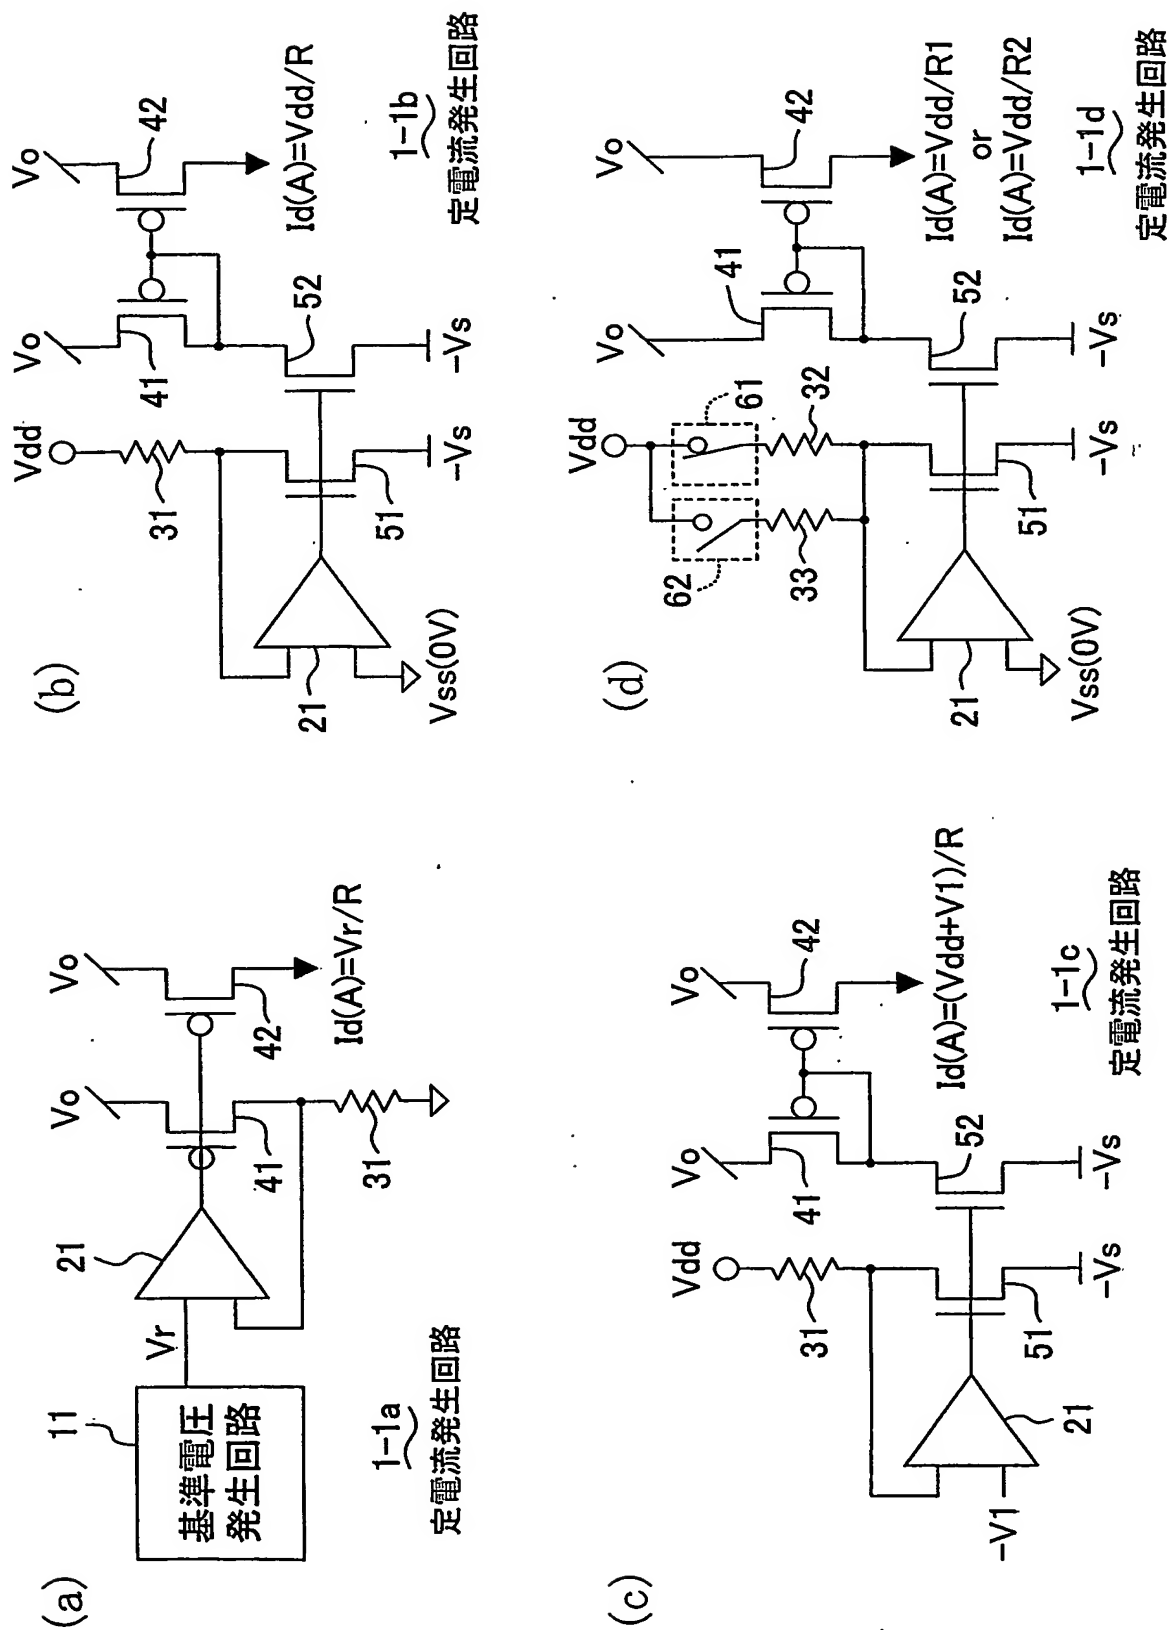 (a)
11
基準電圧
発生回路
Vr
21
Vo
Vo
41
42
31
Id(A)=Vr/R
1-1a
定電流発生回路
(b)
Vdd
Vo
Vo
31
41
42
Id(A)=Vdd/R
21
51
52
Vss(0V)
-Vs
-Vs
1-1b
定電流発生回路
(c)
Vdd
Vo
Vo
31
41
42
Id(A)=(Vdd+V1)/R
-V1
21
51
52
-Vs
-Vs
1-1c
定電流発生回路
(d)
Vdd
Vo
Vo
62
61
33
32
41
42
Id(A)=Vdd/R1
or
Id(A)=Vdd/R2
21
51
52
Vss(0V)
-Vs
-Vs
1-1d
定電流発生回路